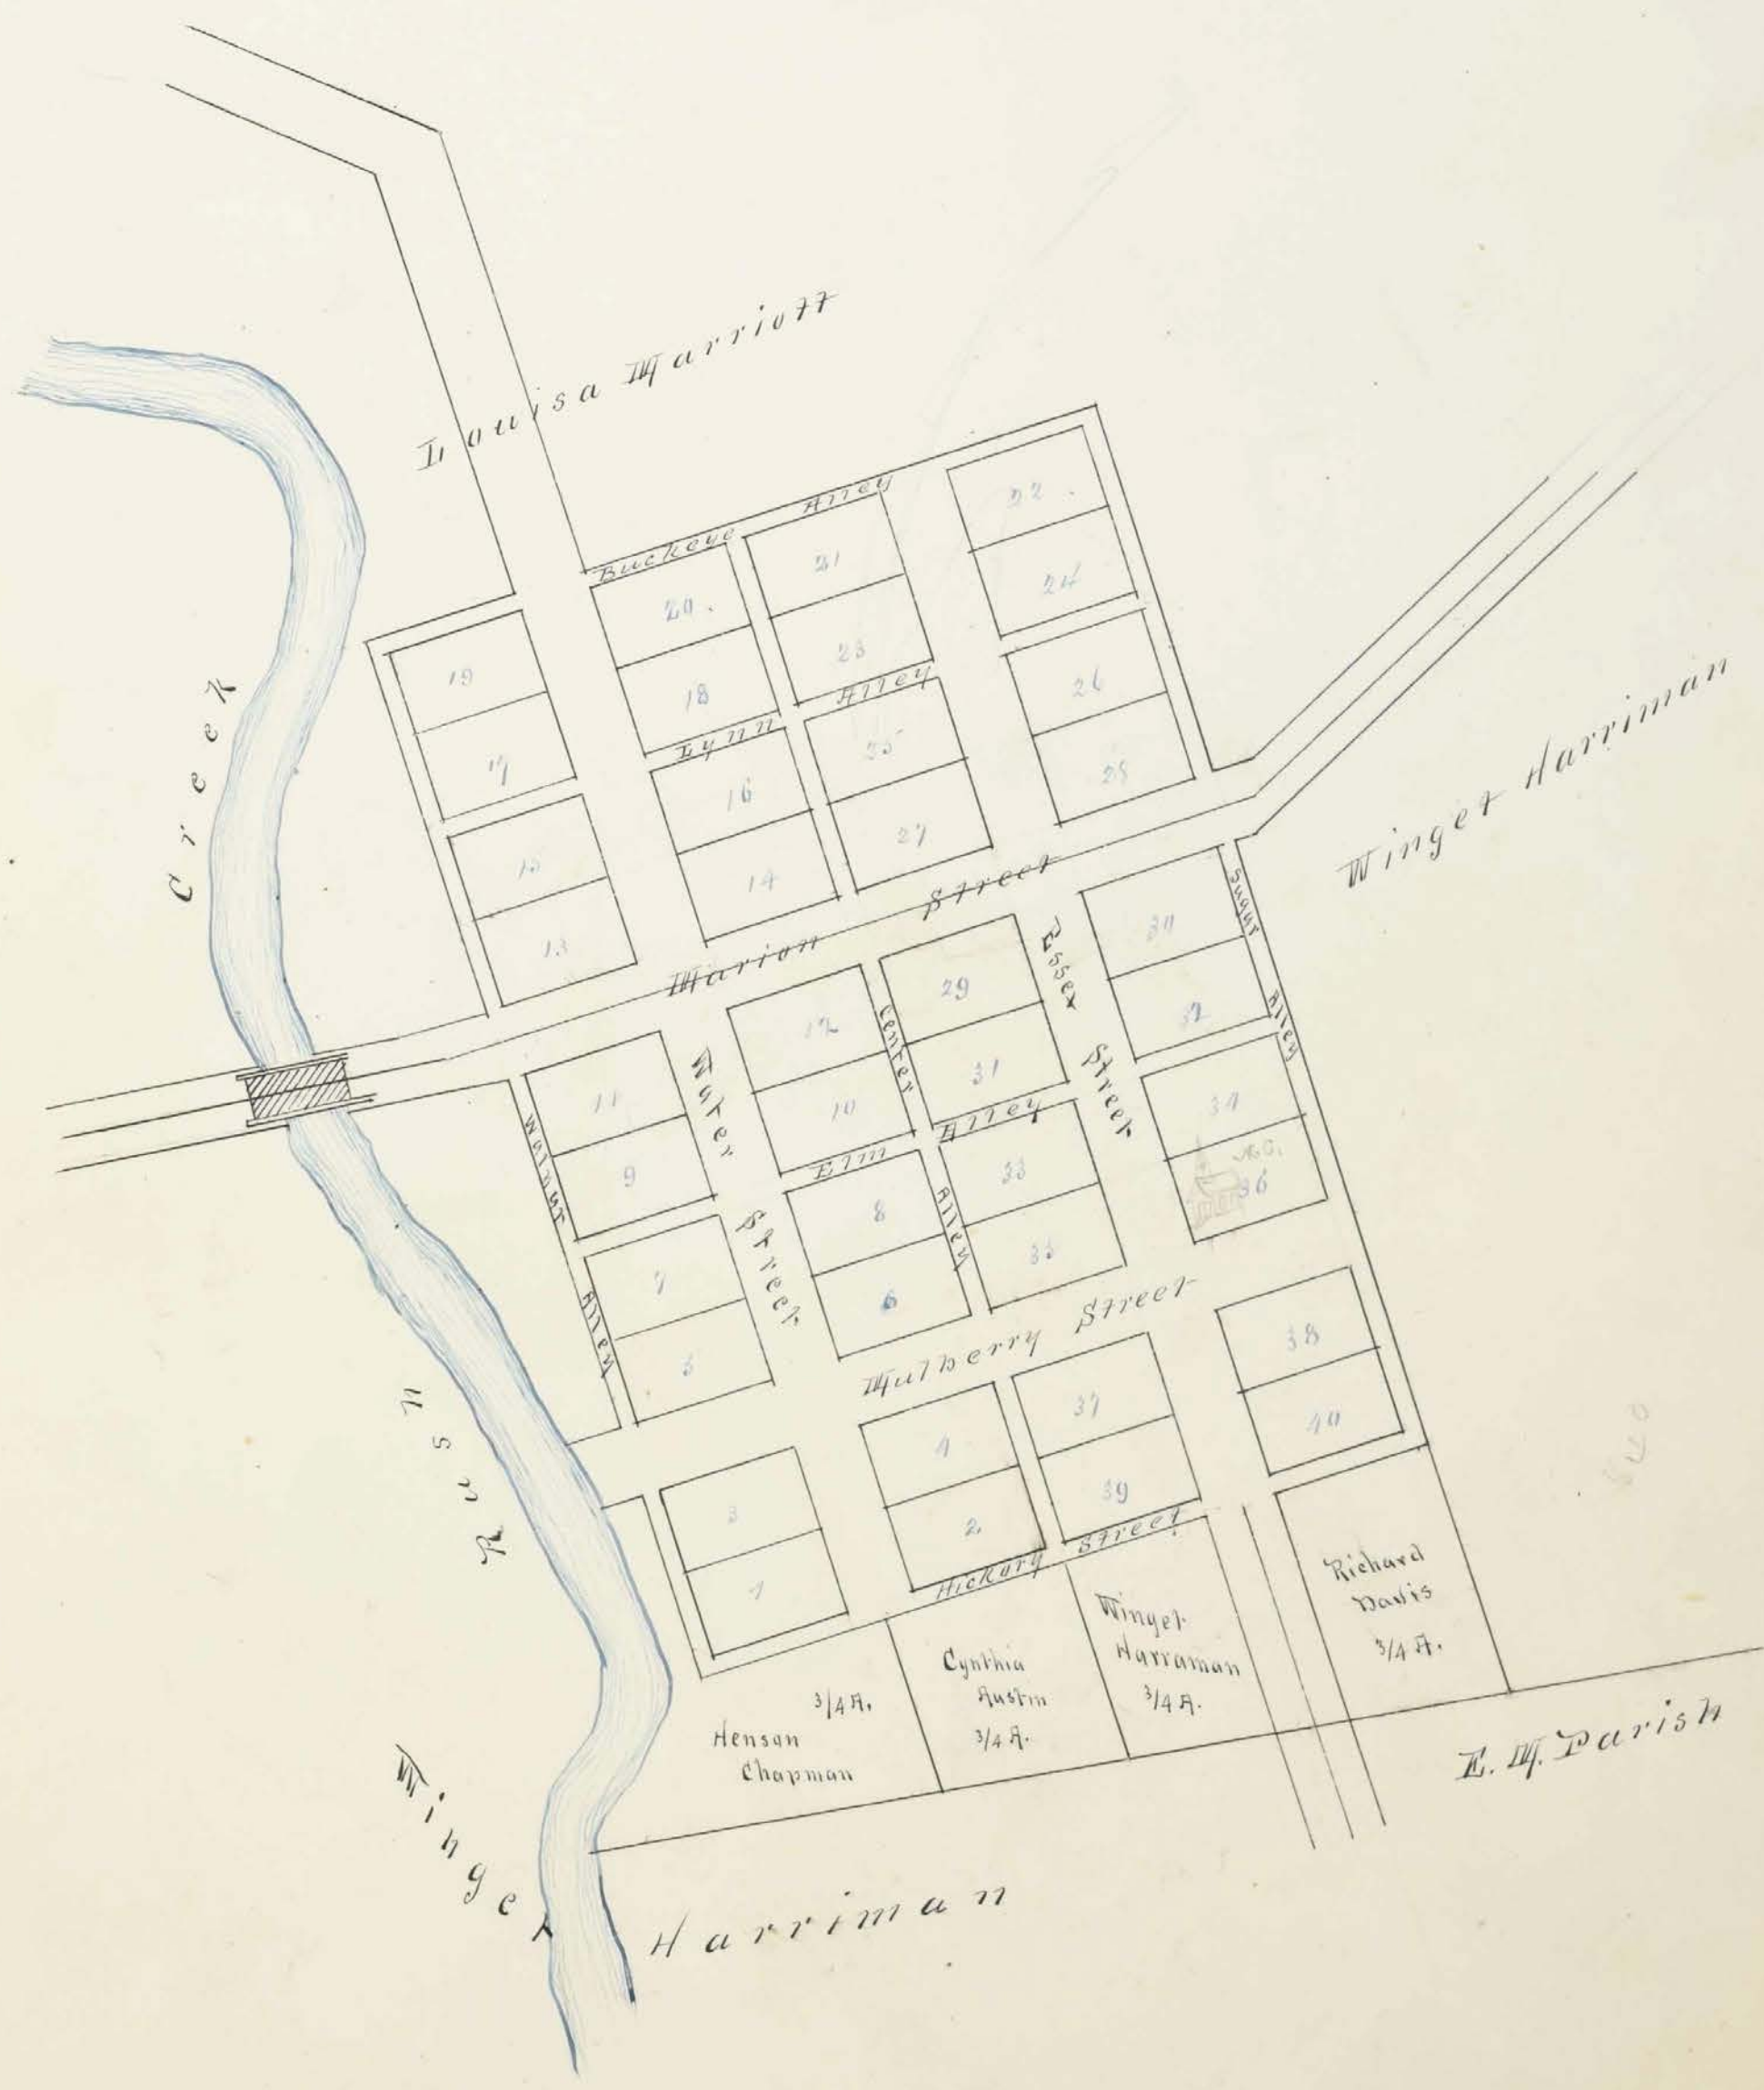 Louisa Marriott
Buckeye Alley
22
21
24
20
23
19
18
26
Lynn Alley
25
17
16
28
27
15
14
13
Creek
Winget Harriman
Marion Street
Sugar Alley
30
Essex Street
29
12
Center Alley
32
31
11
Water Street
10
Walnut Alley
9
Elm Alley
34
33
M.C.
36
8
7
35
6
5
Mulberry Street
38
37
40
4
39
3
2
1
Hickory Street
Rush
Richard
Davis
3/4 A.
Winget
Harraman
3/4 A.
Cynthia
Austin
3/4 A.
3/4 A.
Henson
Chapman
E. M. Parish
Winget Harriman